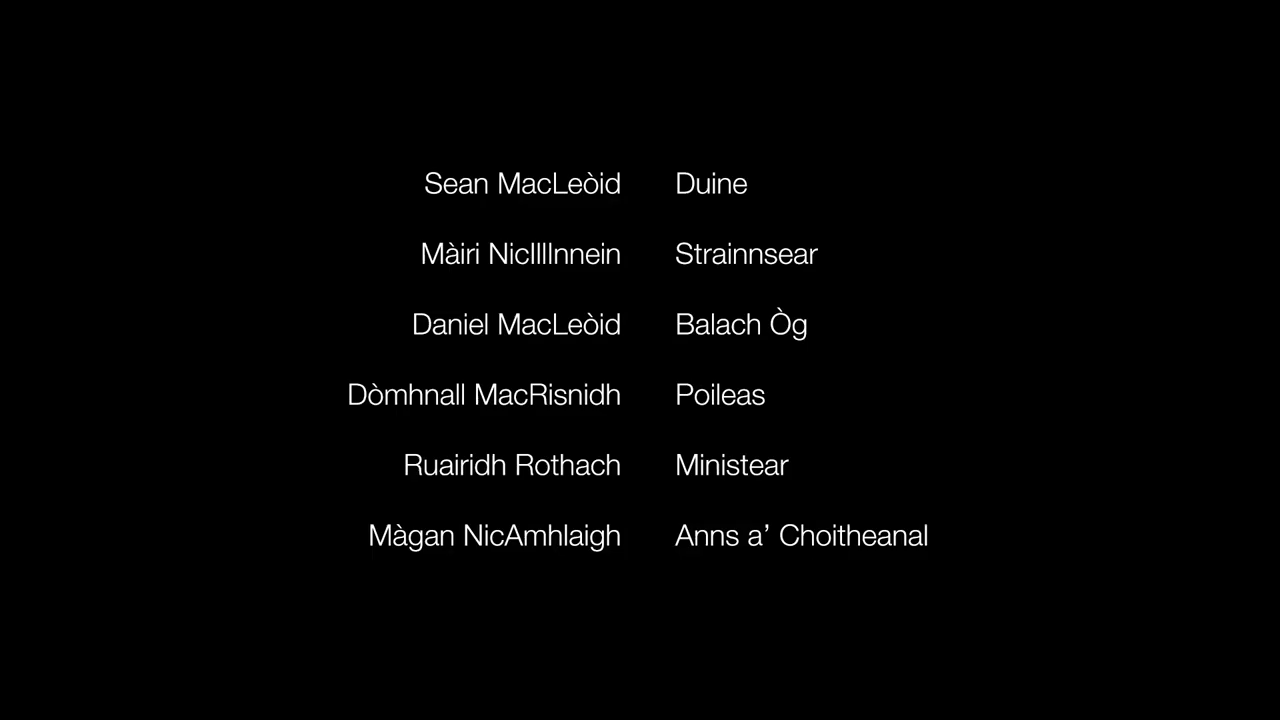 Sean MacLeòid Duine
Màiri NicIllInnein Strainnsear
Daniel MacLeòid Balach Òg
Dòmhnall MacRisnidh Poileas
Ruairidh Rothach Ministear
Màgan NicAmhlaigh Anns a’ Choitheanal